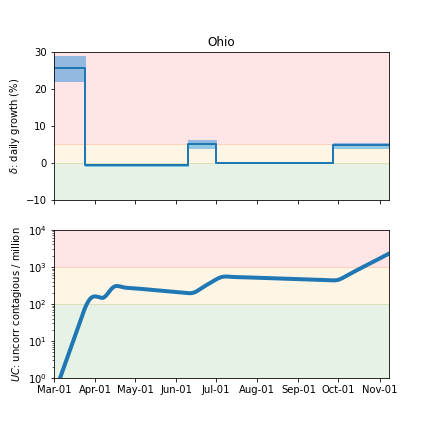 Ohio
δ: daily growth (%)
30
20
10
0
−10
UC: uncorr contagious / million
10⁴
10³
10²
10¹
10⁰
Mar-01 Apr-01 May-01 Jun-01 Jul-01 Aug-01 Sep-01 Oct-01 Nov-01